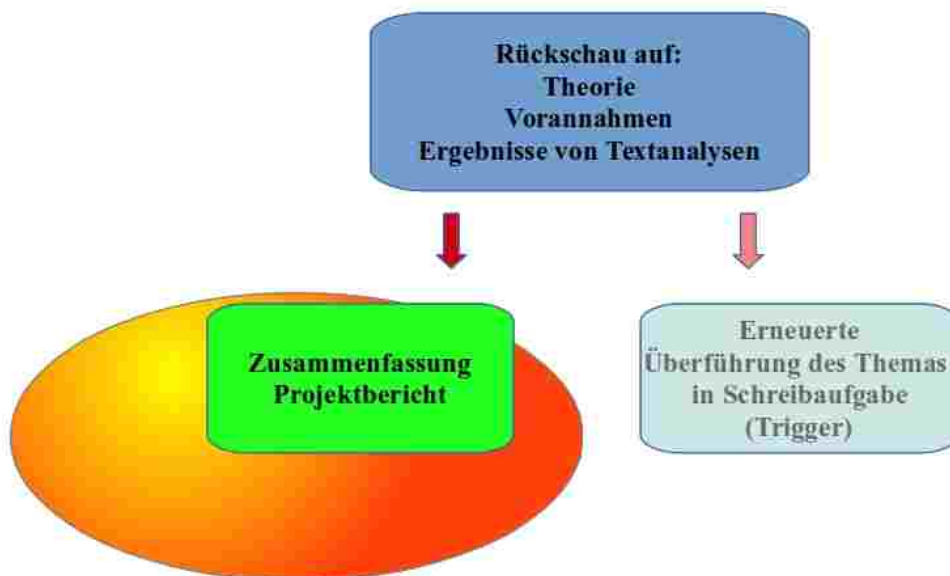 Rückschau auf:
Theorie
Vorannahmen
Ergebnisse von Textanalysen
Zusammenfassung
Projektbericht
Erneuerte
Überführung des Themas
in Schreibaufgabe
(Trigger)